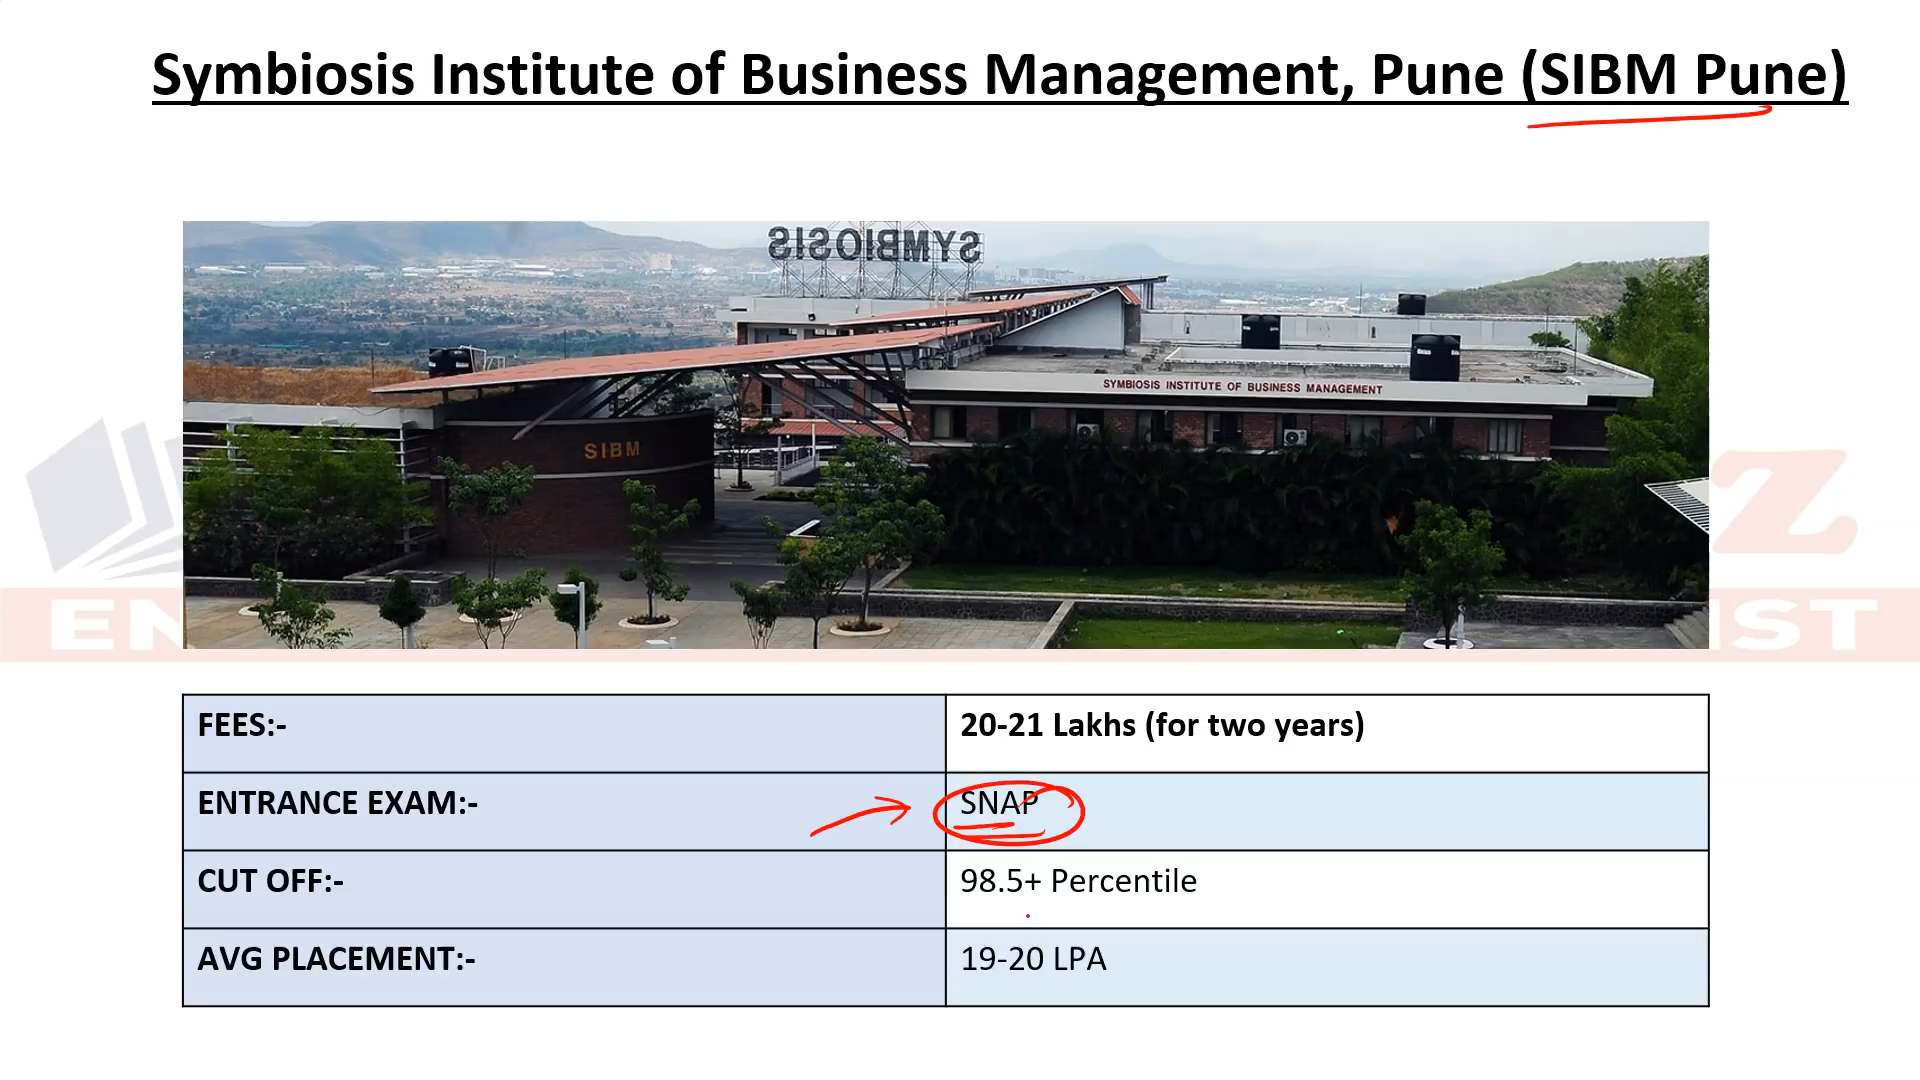 Symbiosis Institute of Business Management, Pune (SIBM Pune)
SYMBIOSIS
SYMBIOSIS INSTITUTE OF BUSINESS MANAGEMENT
SIBM
FEES:- 20-21 Lakhs (for two years)
ENTRANCE EXAM:- SNAP
CUT OFF:- 98.5+ Percentile
AVG PLACEMENT:- 19-20 LPA